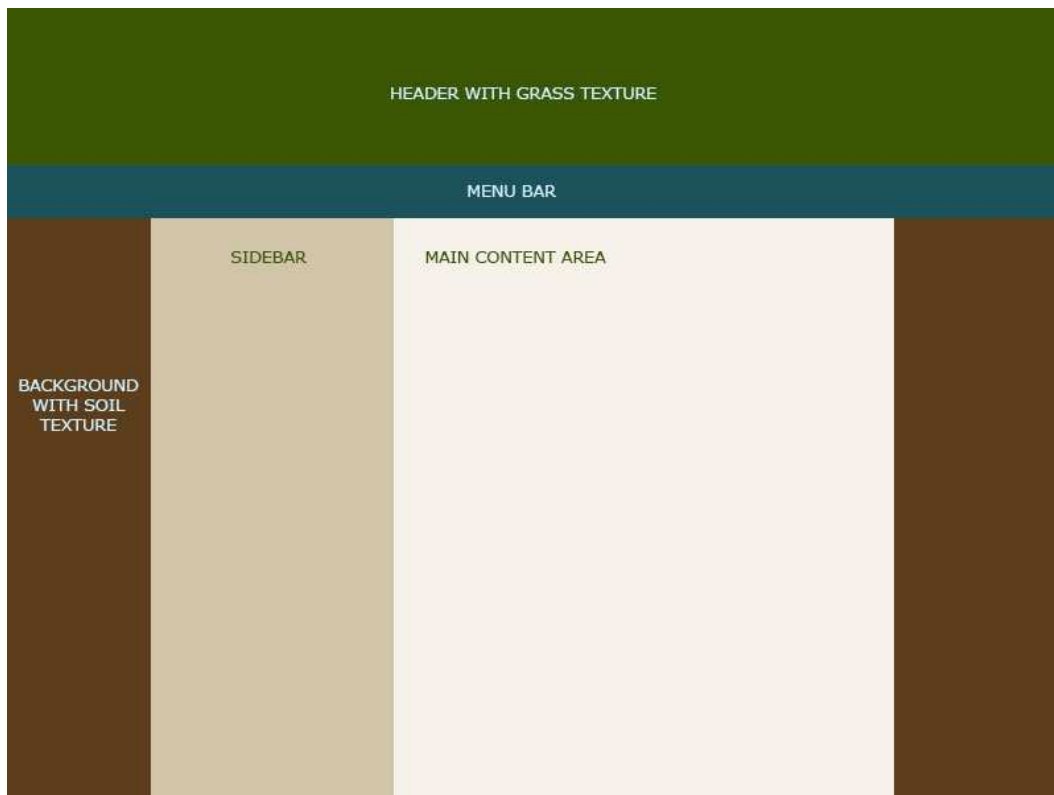 HEADER WITH GRASS TEXTURE
MENU BAR
SIDEBAR
MAIN CONTENT AREA
BACKGROUND
WITH SOIL
TEXTURE